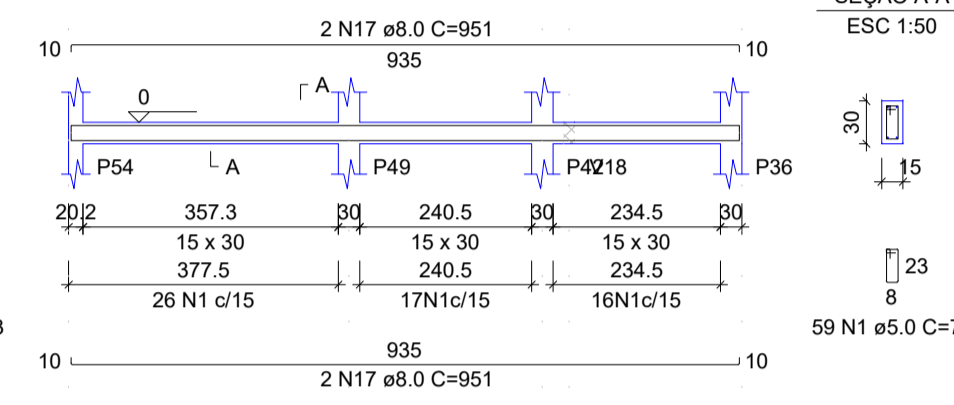 SEÇÃO A-A
ESC 1:50
2 N17 ø8.0 C=951
10 935 10
0
A
A
P54 P49 P42 V18 P36
20.2 357.3 30 240.5 30 234.5 30
15 x 30 15 x 30 15 x 30
377.5 240.5 234.5
26 N1 c/15 17N1c/15 16N1c/15
935
10 10
2 N17 ø8.0 C=951
30
15
23
8
59 N1 ø5.0 C=7